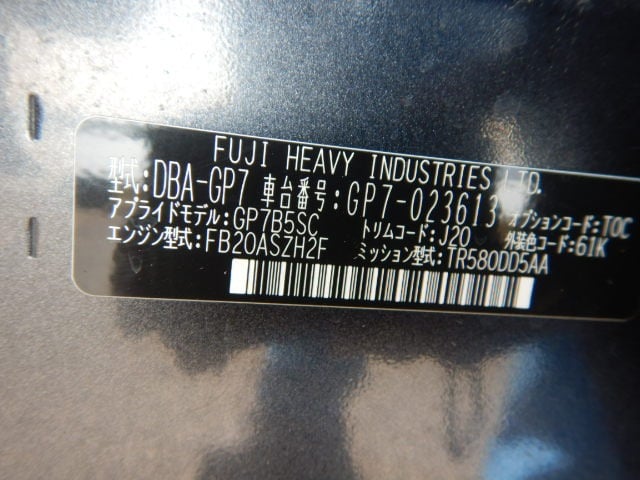 FUJI HEAVY INDUSTRIES LTD.
型式:DBA-GP7 車台番号:GP7-023613 オプションコード:TOC
アプライドモデル:GP7B5SC トリムコード:J20 外装色コード:61K
エンジン型式:FB20ASZH2F ミッション型式:TR580DD5AA